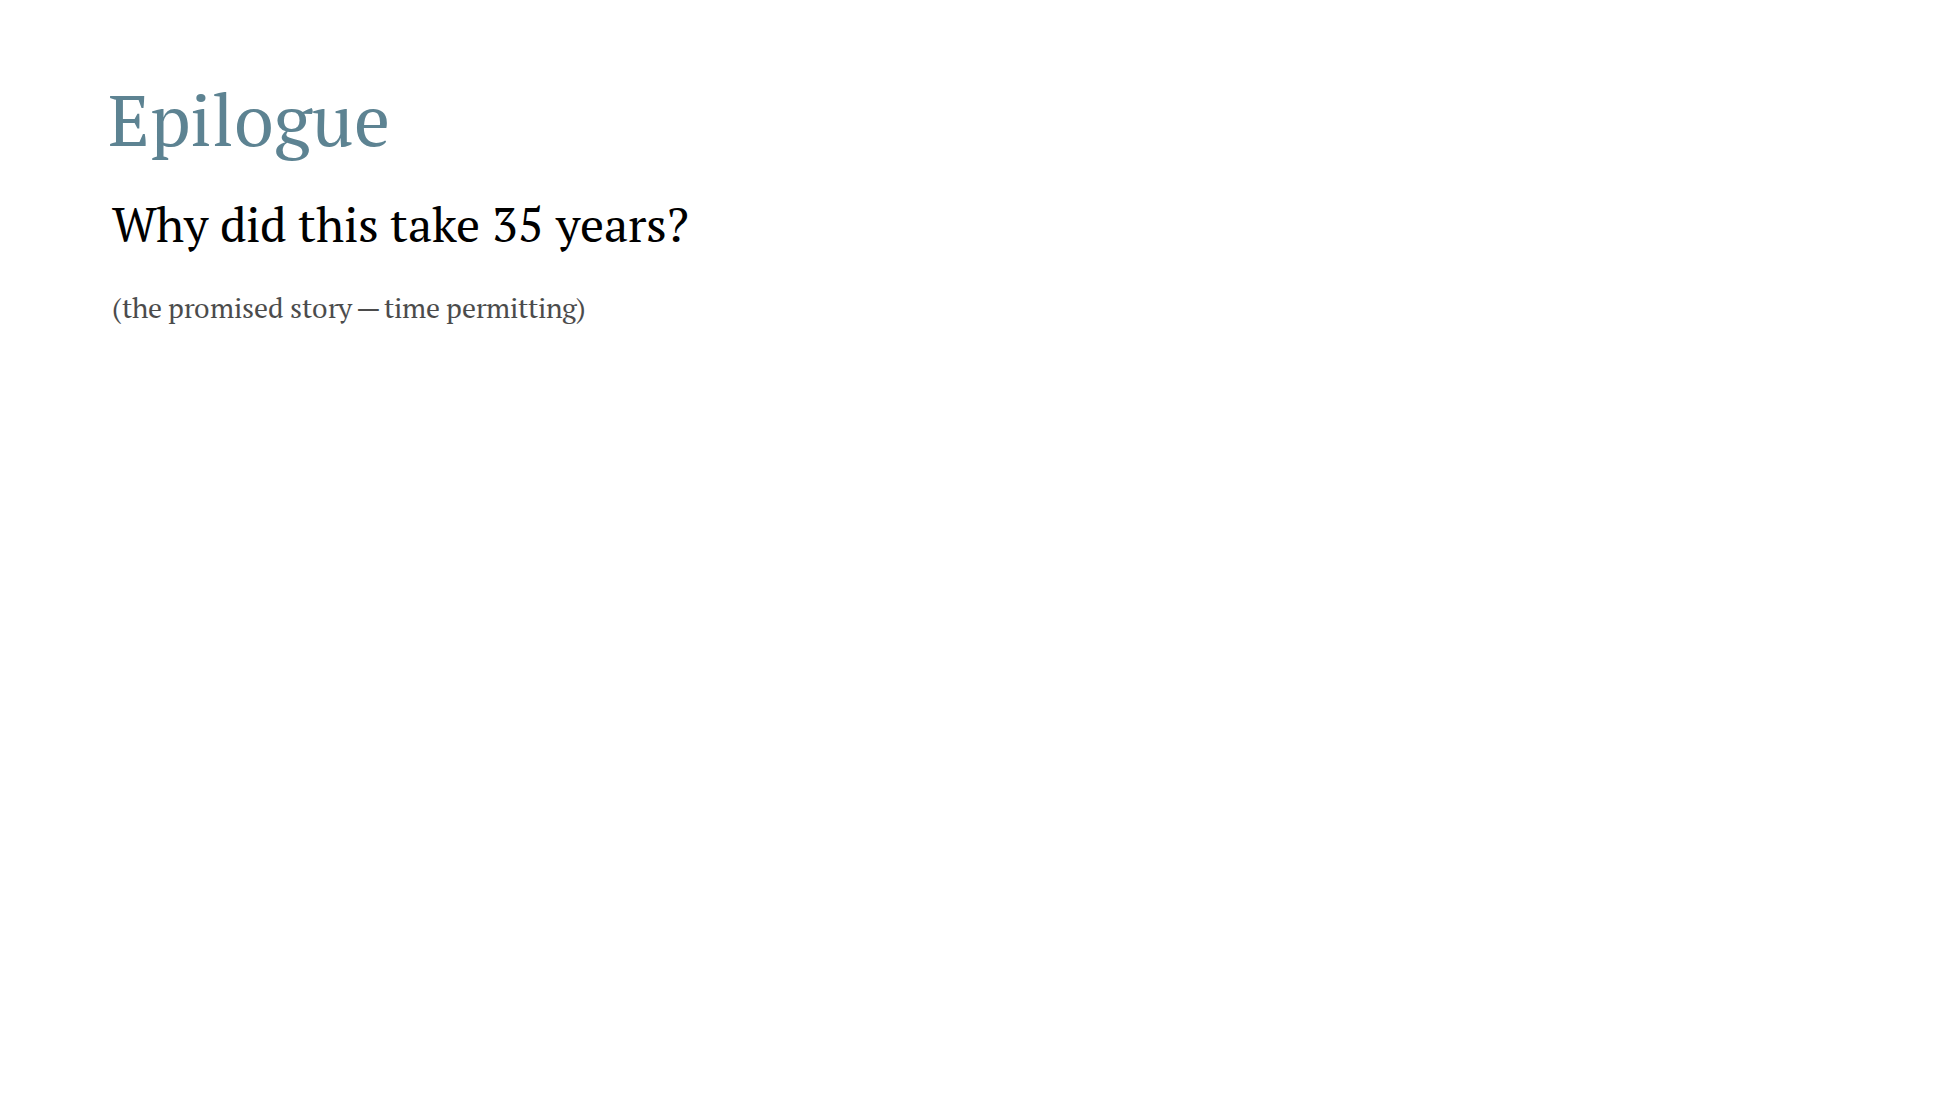 Epilogue
Why did this take 35 years?
(the promised story — time permitting)